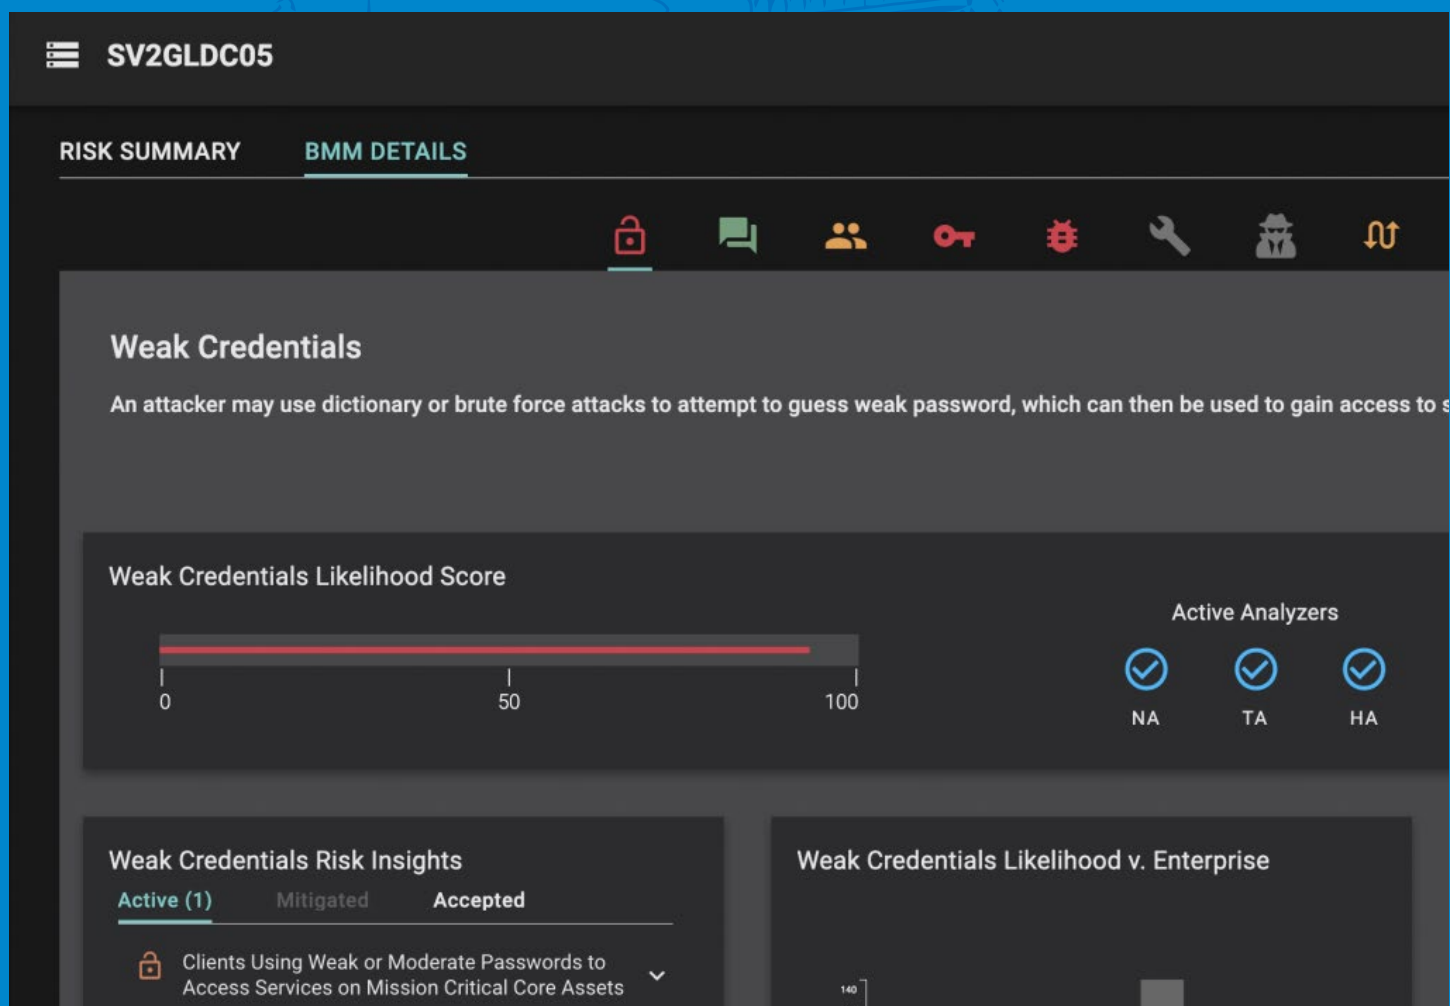 SV2GLDC05
RISK SUMMARY BMM DETAILS
Weak Credentials
An attacker may use dictionary or brute force attacks to attempt to guess weak password, which can then be used to gain access to s
Weak Credentials Likelihood Score
Active Analyzers
0 50 100
NA TA HA
Weak Credentials Risk Insights
Active (1) Mitigated Accepted
Clients Using Weak or Moderate Passwords to
Access Services on Mission Critical Core Assets
Weak Credentials Likelihood v. Enterprise
140